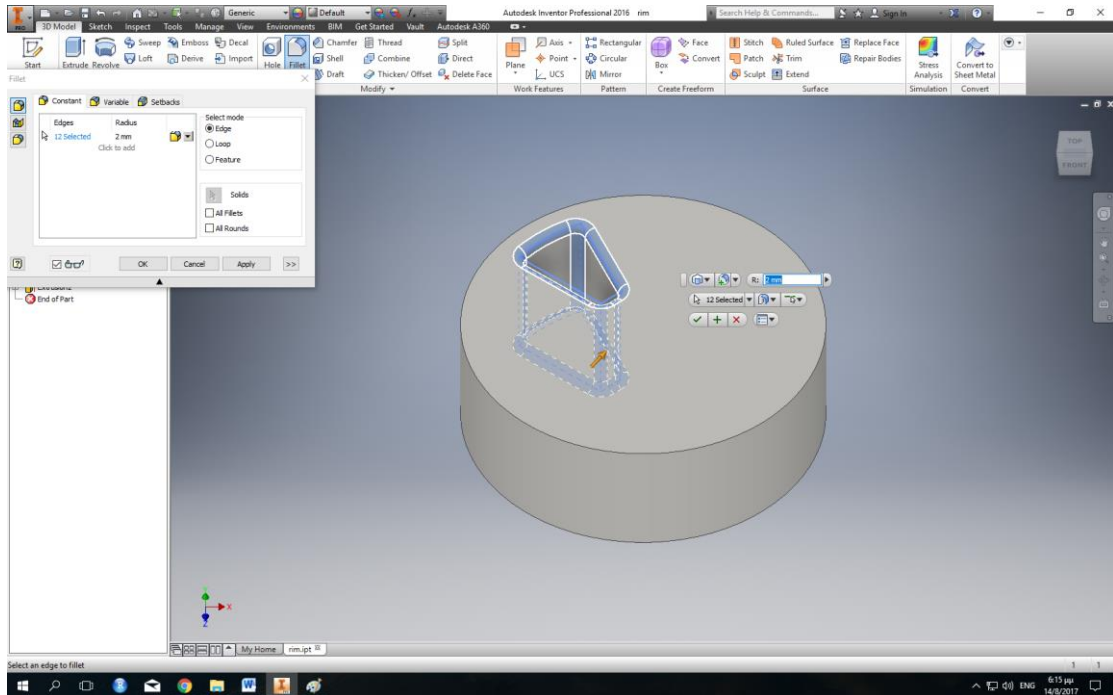 Generic
Default
Autodesk Inventor Professional 2016 rim
Search Help & Commands...
Sign In
PRO
3D Model Sketch Inspect Tools Manage View Environments BIM Get Started Vault Autodesk A360
Start Extrude Revolve Sweep Emboss Decal Hole Fillet Chamfer Thread Split Plane Axis Rectangular Box Face Stitch Ruled Surface Replace Face Stress Analysis Convert to Sheet Metal
Loft Derive Import Shell Combine Direct Point Circular Convert Patch Trim Repair Bodies
Draft Thicken/ Offset Delete Face UCS Mirror Sculpt Extend
Modify Work Features Pattern Create Freeform Surface Simulation Convert
Fillet
Constant Variable Setbacks
Edges Radius
12 Selected 2 mm
Click to add
Select mode
Edge
Loop
Feature
Solids
All Fillets
All Rounds
OK Cancel Apply >>
End of Part
TOP
FRONT
R: 2 mm
12 Selected
X
Z
My Home rim.ipt
Select an edge to fillet
1 1
ENG
6:15 μμ
14/8/2017